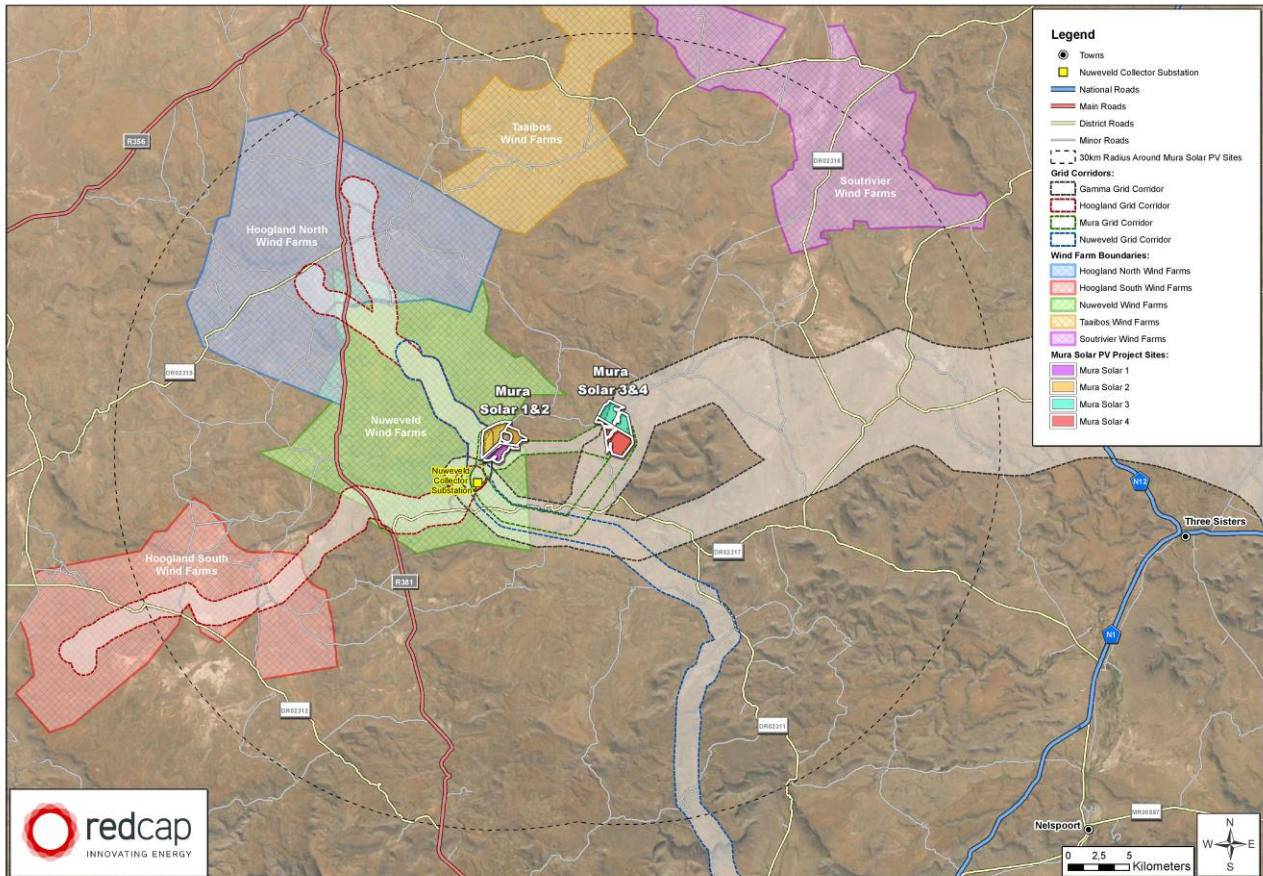 R356
Taaibos
Wind Farms
DR02318
Soutrivier
Wind Farms
Hoogland North
Wind Farms
DR02315
Mura
Solar 1&2
Mura
Solar 3&4
Nuweveld
Wind Farms
Nuweveld
Collector
Substation
Hoogland South
Wind Farms
R381
DR02317
DR02312
DR02311
N12
Three Sisters
N1
MR00587
Nelspoort
Legend
Towns
Nuweveld Collector Substation
National Roads
Main Roads
District Roads
Minor Roads
30km Radius Around Mura Solar PV Sites
Grid Corridors:
Gamma Grid Corridor
Hoogland Grid Corridor
Mura Grid Corridor
Nuweveld Grid Corridor
Wind Farm Boundaries:
Hoogland North Wind Farms
Hoogland South Wind Farms
Nuweveld Wind Farms
Taaibos Wind Farms
Soutrivier Wind Farms
Mura Solar PV Project Sites:
Mura Solar 1
Mura Solar 2
Mura Solar 3
Mura Solar 4
redcap
INNOVATING ENERGY
0 2,5 5
Kilometers
N
W E
S